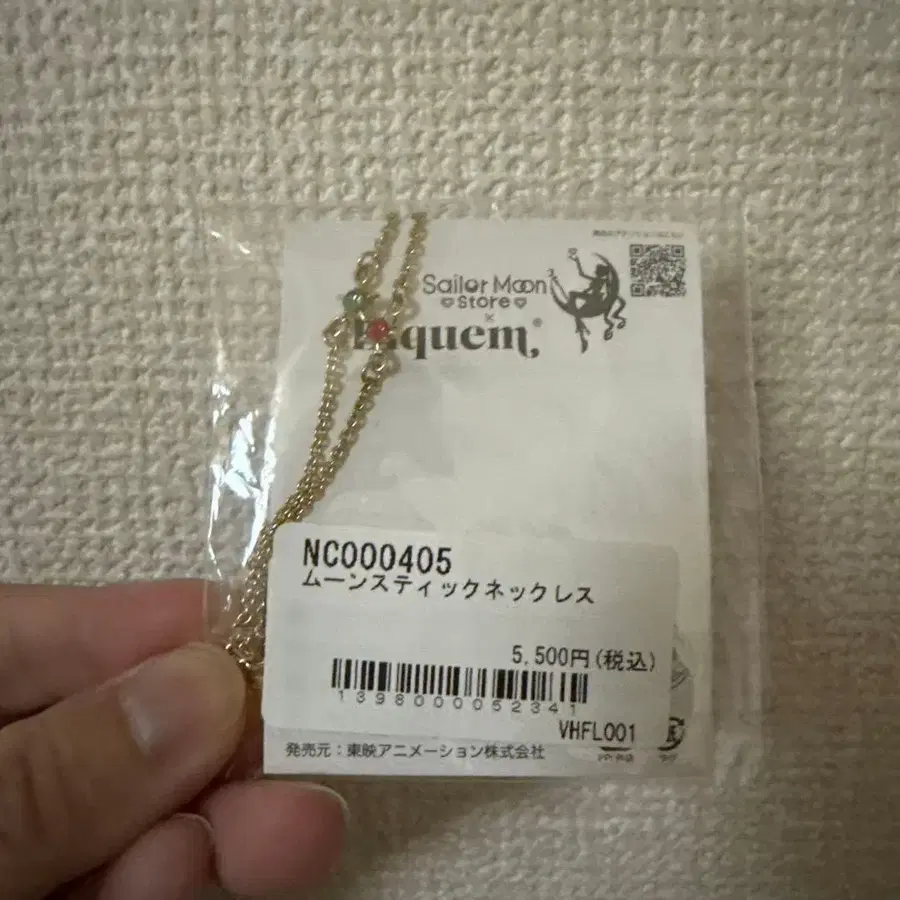 Sailor Moon
Store
×
quem®
NC000405
ムーンスティックネックレス
5,500円(税込)
1398000052341
VHFL001
発売元：東映アニメーション株式会社